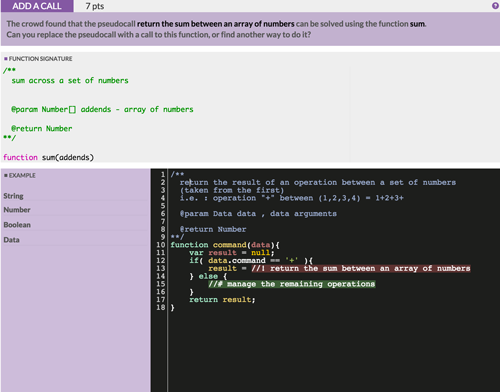 ADD A CALL 7 pts ?
The crowd found that the pseudocall return the sum between an array of numbers can be solved using the function sum.
Can you replace the pseudocall with a call to this function, or find another way to do it?
FUNCTION SIGNATURE
/**
sum across a set of numbers
@param Number[] addends - array of numbers
@return Number
**/
function sum(addends)
EXAMPLE
String
Number
Boolean
Data
1 /**
2 return the result of an operation between a set of numbers
3 (taken from the first)
4 i.e. : operation "+" between (1,2,3,4) = 1+2+3+
5
6 @param Data data , data arguments
7
8 @return Number
9 **/
10 function command(data){
11 var result = null;
12 if( data.command == '+' ){
13 result = //! return the sum between an array of numbers
14 } else {
15 //# manage the remaining operations
16 }
17 return result;
18 }